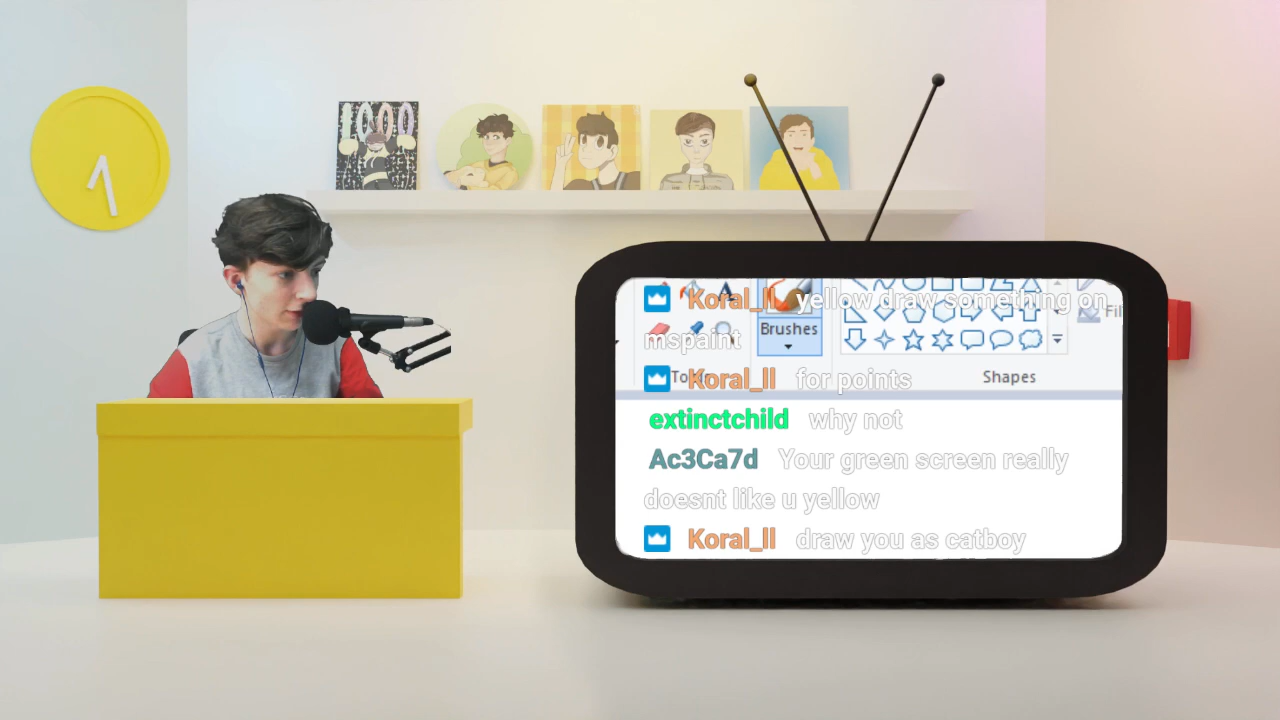 1000
Koral_ll yellow draw something on
mspaint
Brushes
Koral_ll for points
Shapes
extinctchild why not
Ac3Ca7d Your green screen really
doesnt like u yellow
Koral_ll draw you as catboy